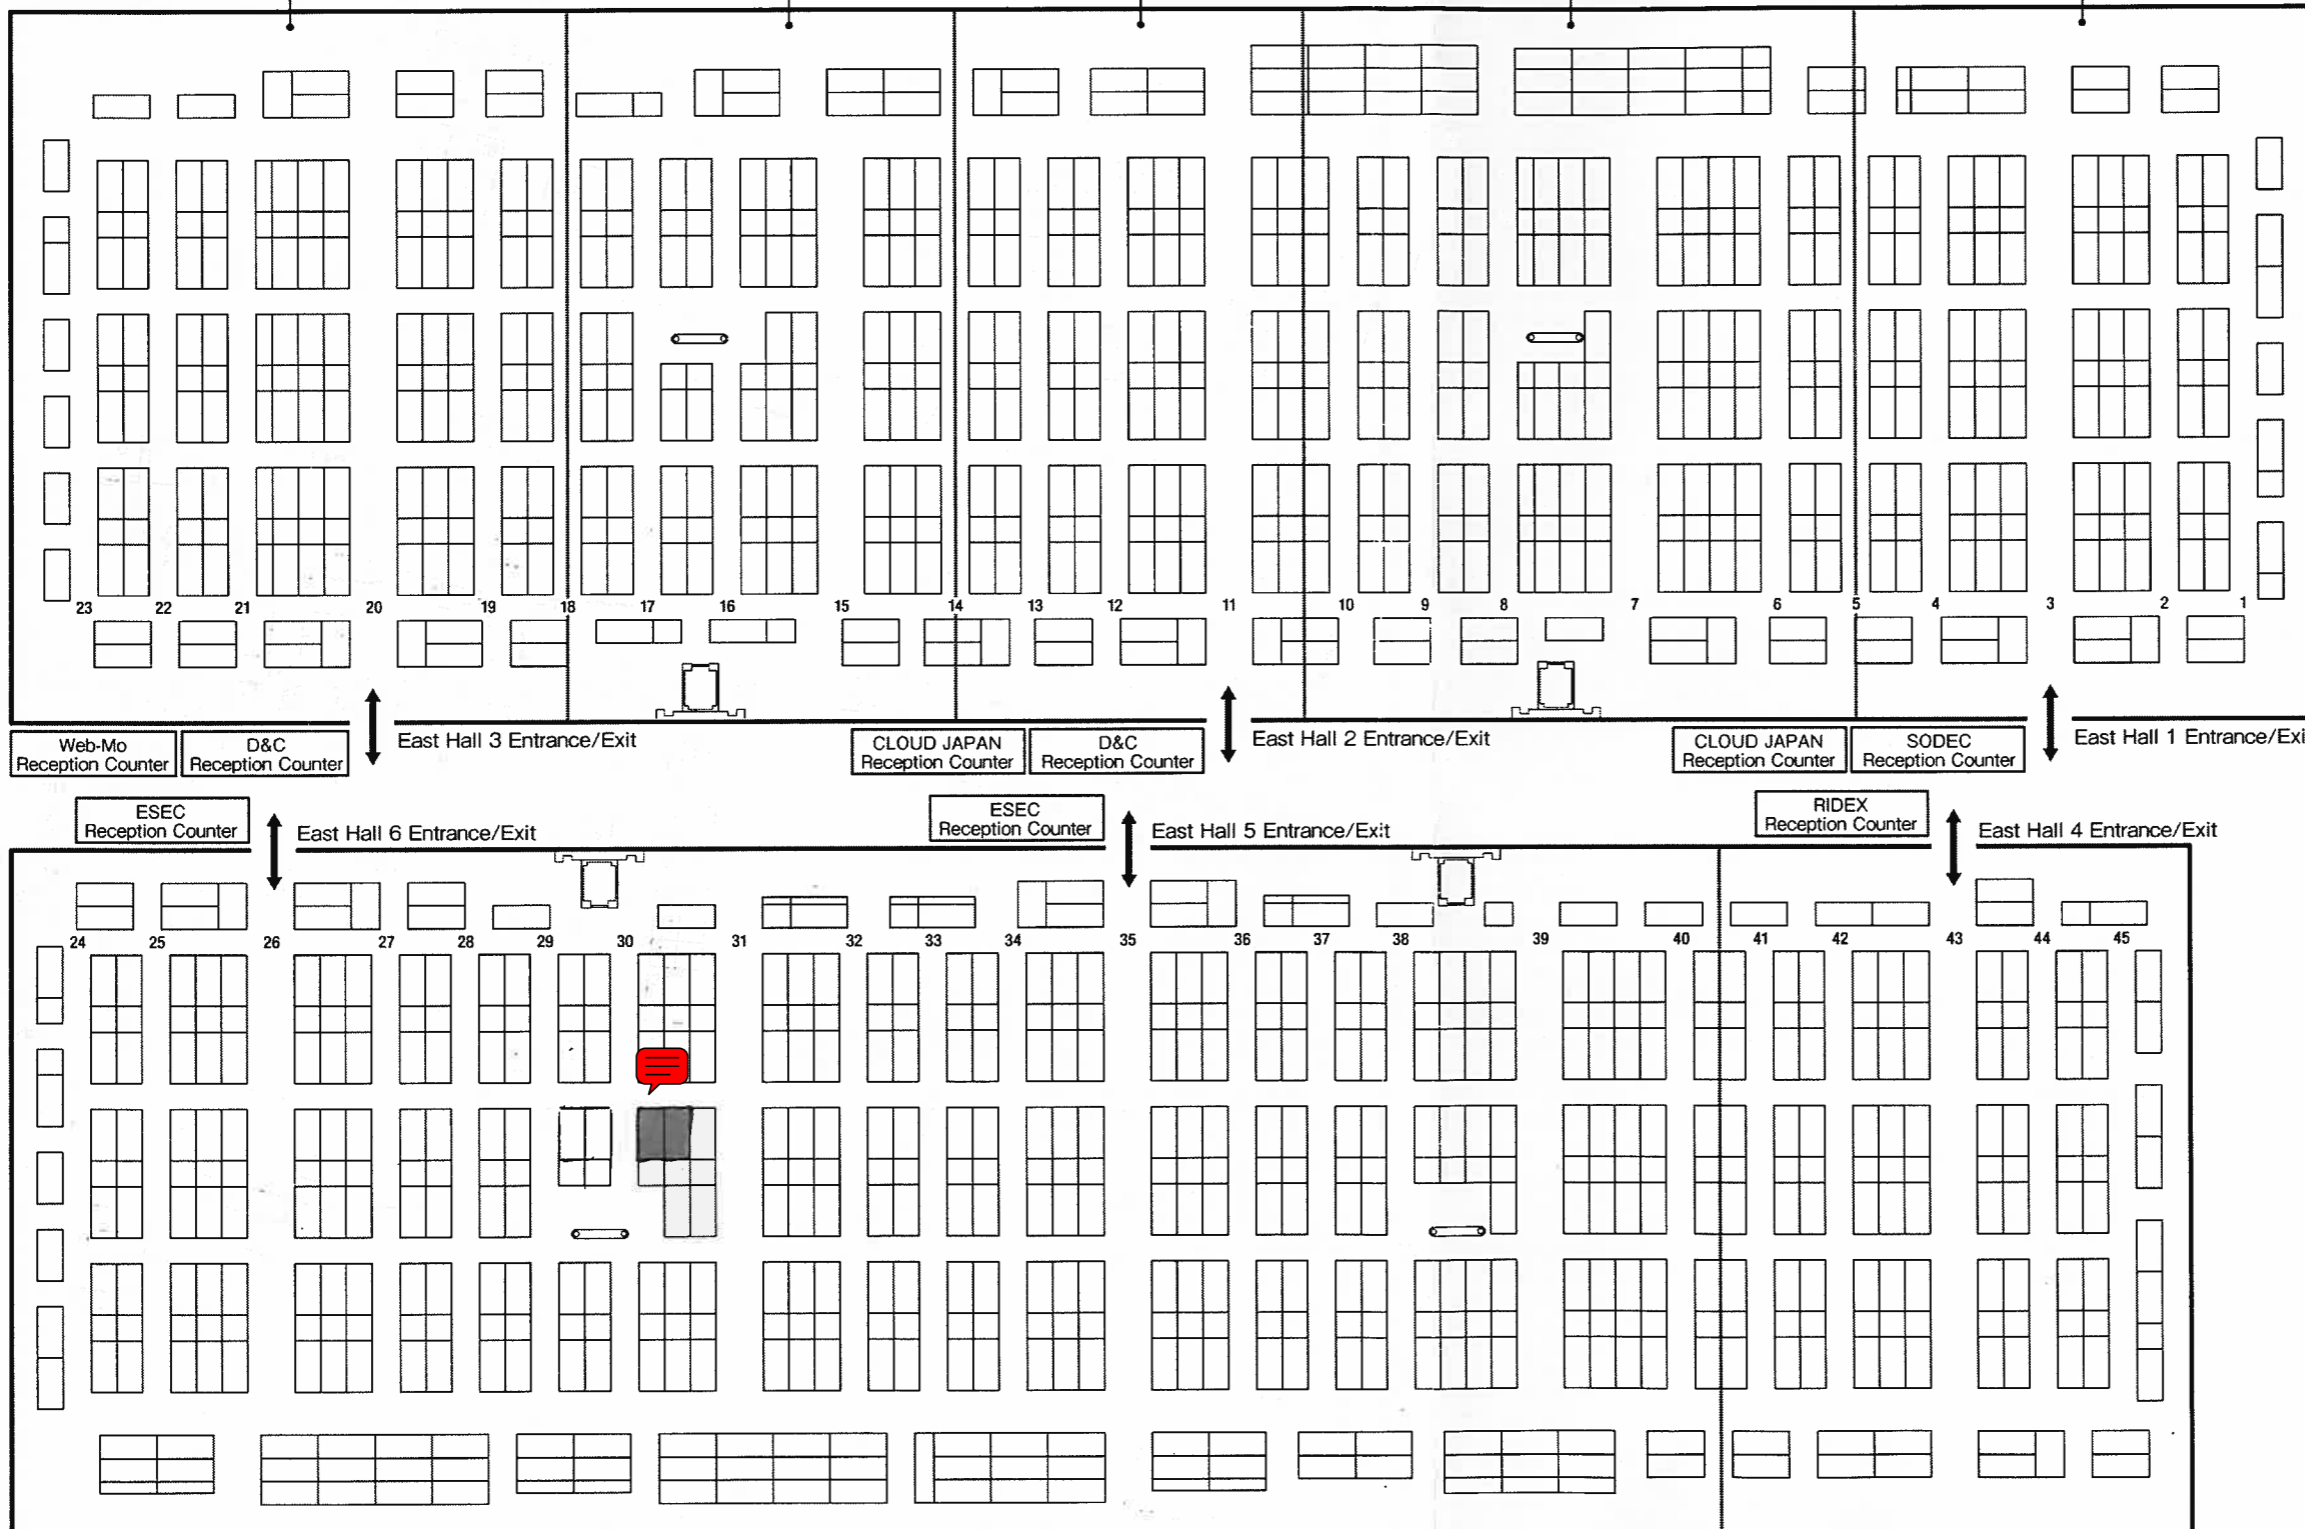 23 22 21 20 19 18 17 16 15 14 13 12 11 10 9 8 7 6 5 4 3 2 1
Web-Mo
Reception Counter
D&C
Reception Counter
East Hall 3 Entrance/Exit
CLOUD JAPAN
Reception Counter
D&C
Reception Counter
East Hall 2 Entrance/Exit
CLOUD JAPAN
Reception Counter
SODEC
Reception Counter
East Hall 1 Entrance/Exi
ESEC
Reception Counter
East Hall 6 Entrance/Exit
ESEC
Reception Counter
East Hall 5 Entrance/Exit
RIDEX
Reception Counter
East Hall 4 Entrance/Exit
24 25 26 27 28 29 30 31 32 33 34 35 36 37 38 39 40 41 42 43 44 45